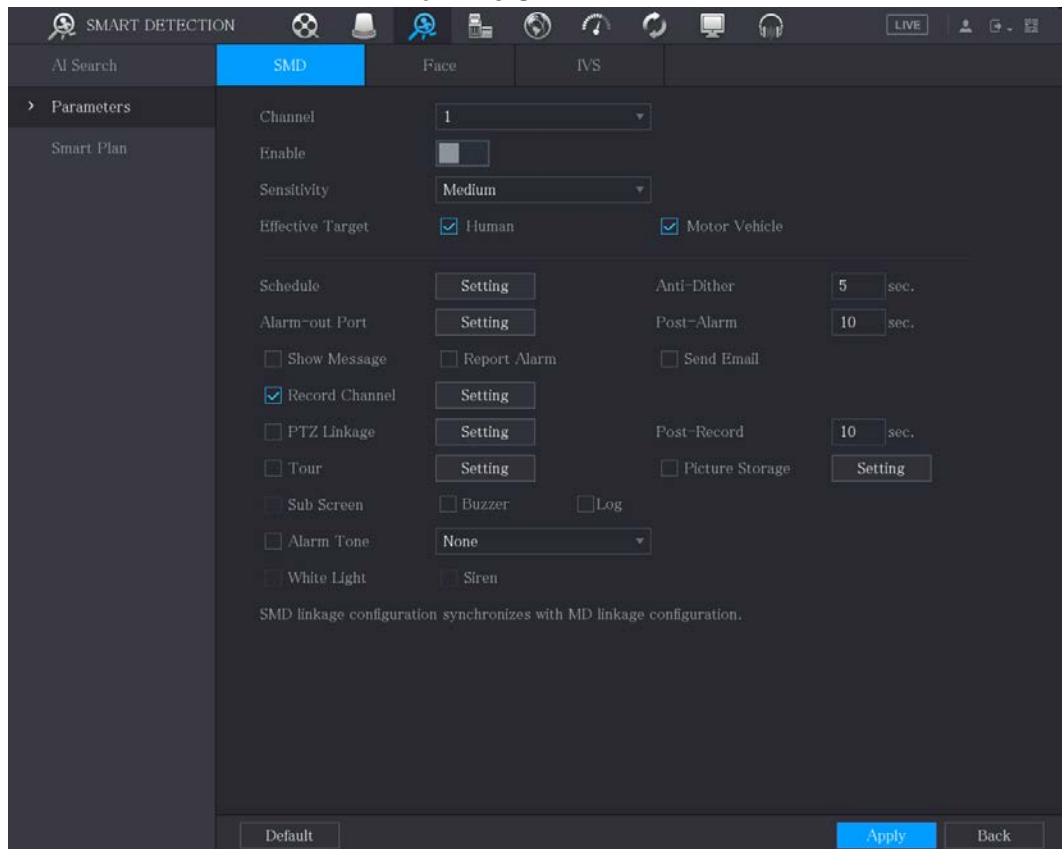 SMART DETECTION LIVE
AI Search SMD Face IVS
Parameters
Smart Plan
Channel 1
Enable
Sensitivity Medium
Effective Target Human Motor Vehicle
Schedule Setting Anti-Dither 5 sec.
Alarm-out Port Setting Post-Alarm 10 sec.
Show Message Report Alarm Send Email
Record Channel Setting
PTZ Linkage Setting Post-Record 10 sec.
Tour Setting Picture Storage Setting
Sub Screen Buzzer Log
Alarm Tone None
White Light Siren
SMD linkage configuration synchronizes with MD linkage configuration.
Default Apply Back